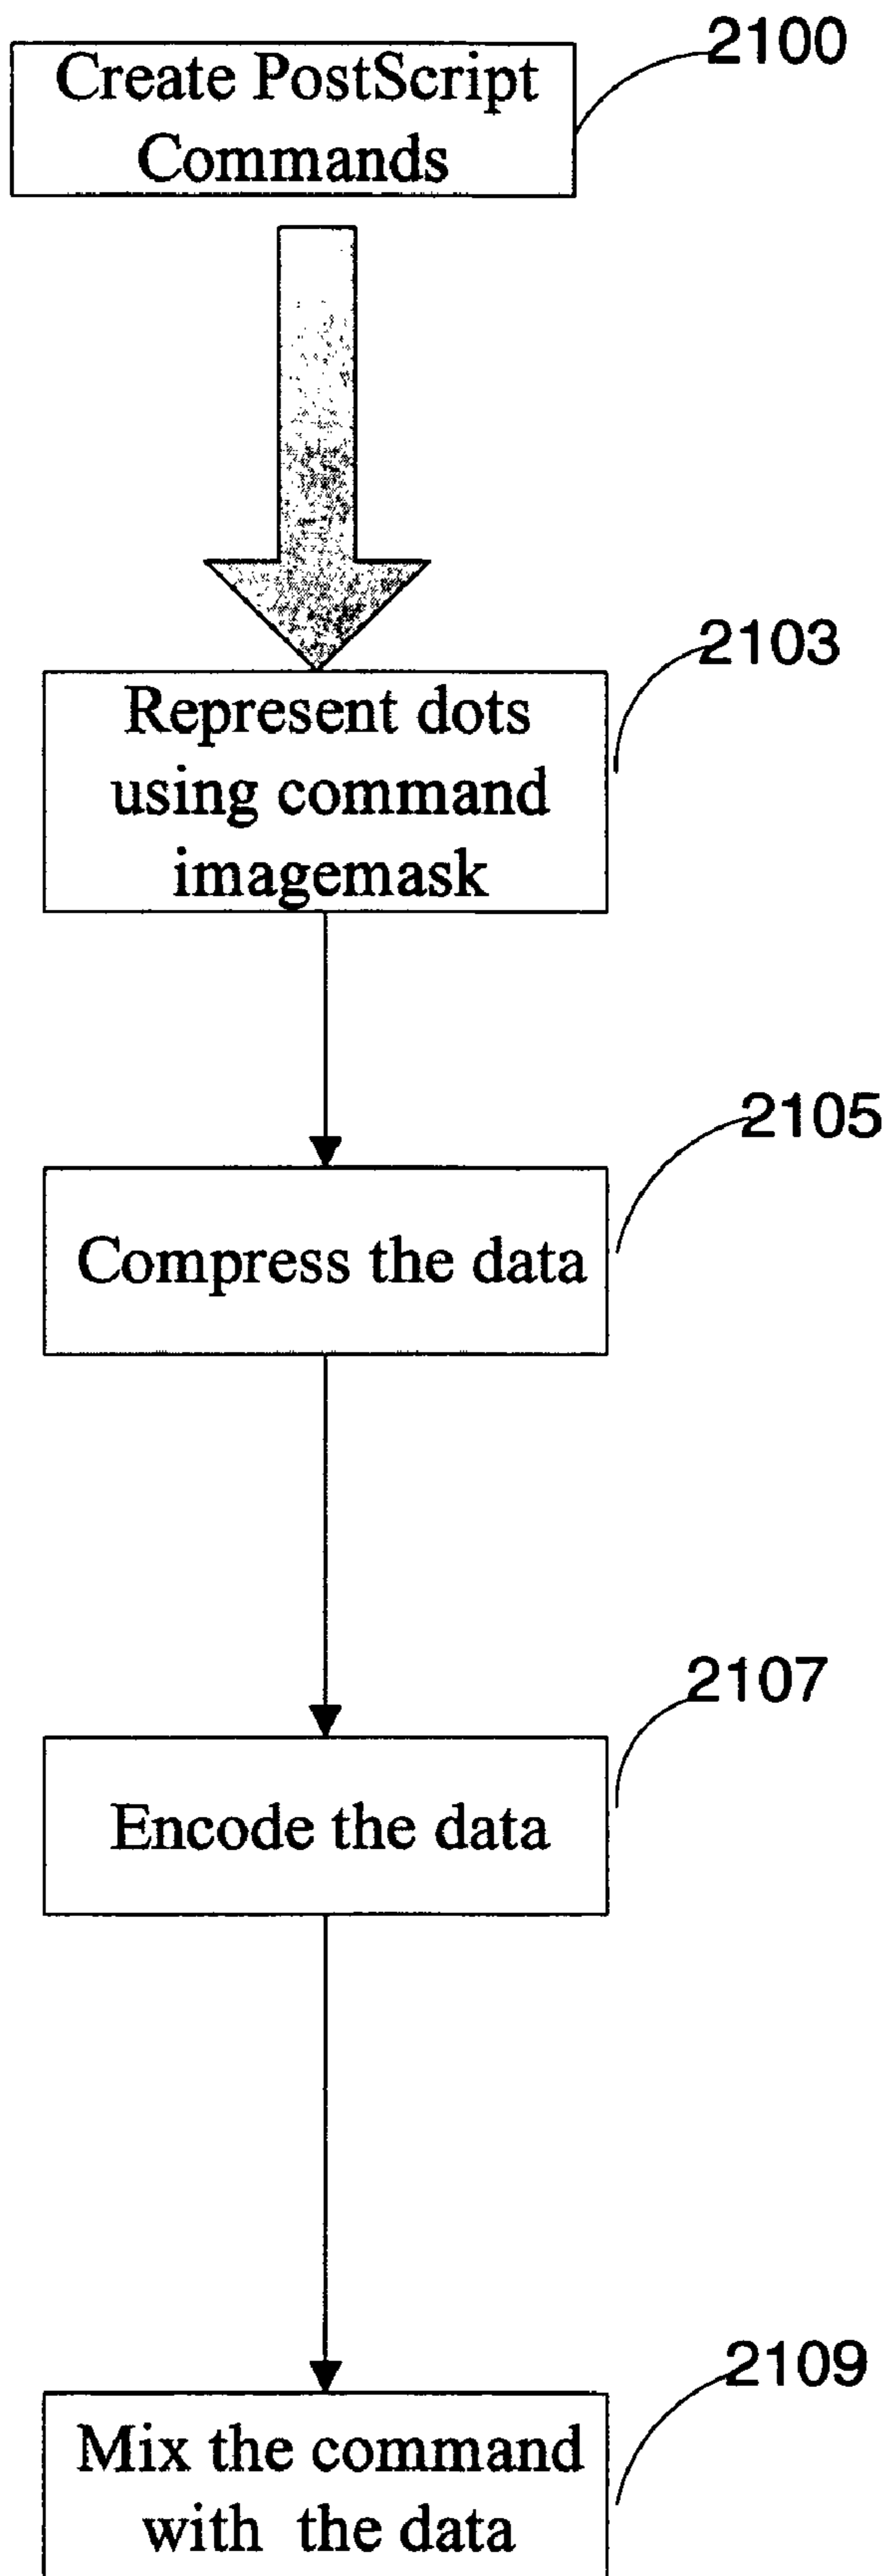 2100
Create PostScript
Commands
2103
Represent dots
using command
imagemask
2105
Compress the data
2107
Encode the data
2109
Mix the command
with the data